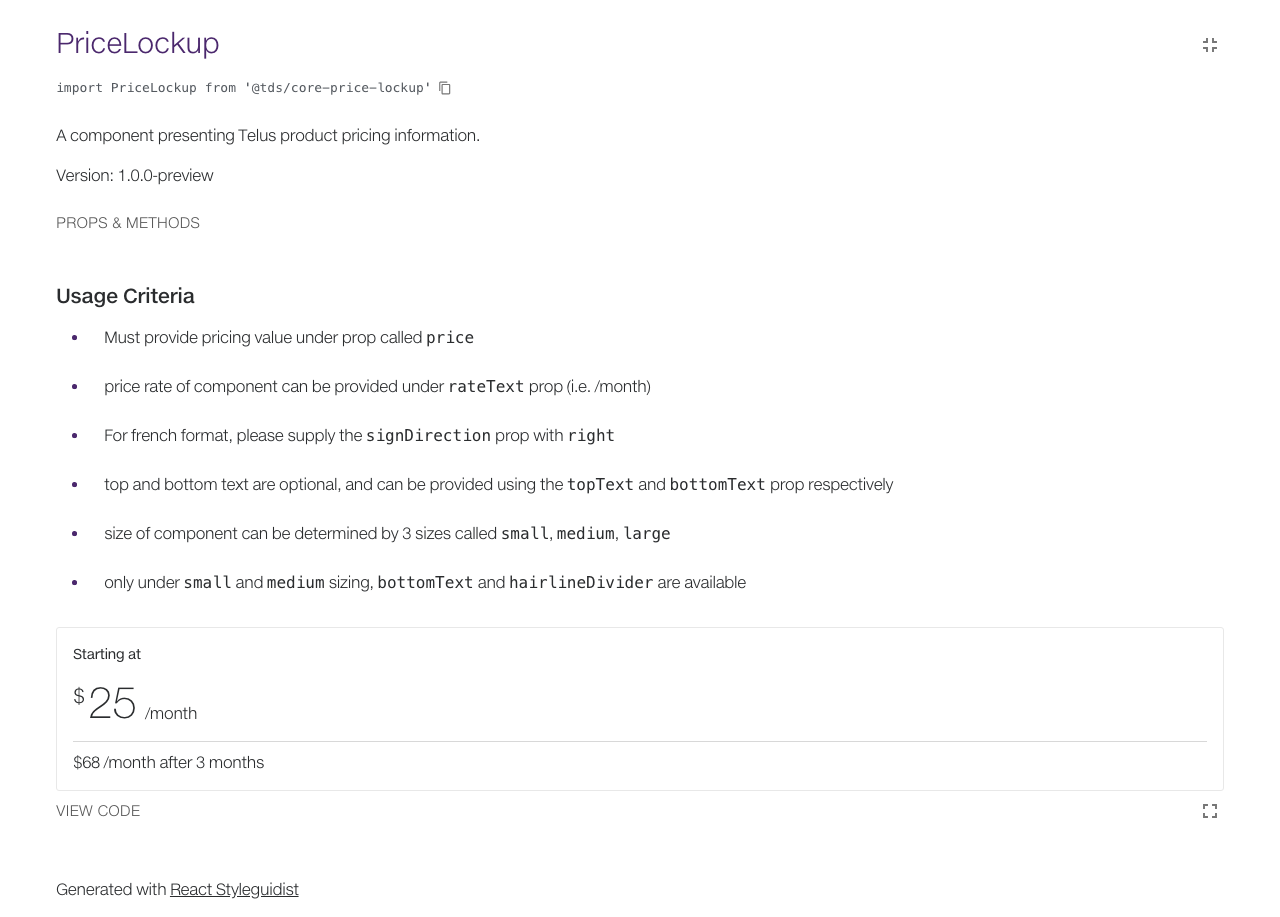 PriceLockup
import PriceLockup from '@tds/core-price-lockup'
A component presenting Telus product pricing information.
Version: 1.0.0-preview
PROPS & METHODS
Usage Criteria
• Must provide pricing value under prop called price
• price rate of component can be provided under rateText prop (i.e. /month)
• For french format, please supply the signDirection prop with right
• top and bottom text are optional, and can be provided using the topText and bottomText prop respectively
• size of component can be determined by 3 sizes called small, medium, large
• only under small and medium sizing, bottomText and hairlineDivider are available
Starting at
$25 /month
$68 /month after 3 months
VIEW CODE
Generated with React Styleguidist